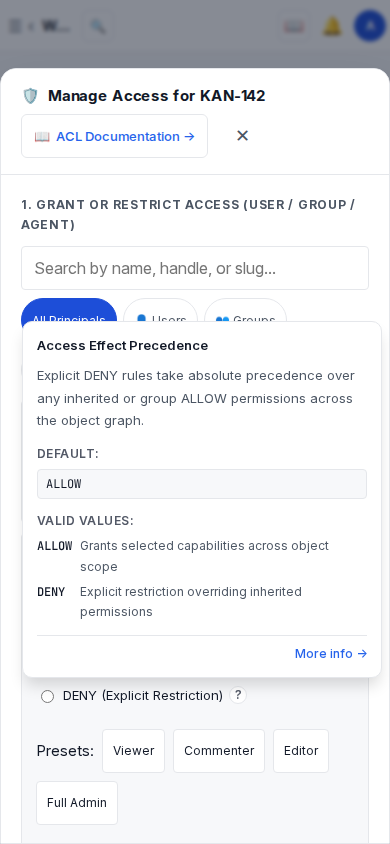 W...
A
Manage Access for KAN-142
ACL Documentation →
✕
1. GRANT OR RESTRICT ACCESS (USER / GROUP /
AGENT)
Search by name, handle, or slug...
All Principals
Users
Groups
Access Effect Precedence
Explicit DENY rules take absolute precedence over
any inherited or group ALLOW permissions across
the object graph.
DEFAULT:
ALLOW
VALID VALUES:
ALLOW Grants selected capabilities across object
scope
DENY Explicit restriction overriding inherited
permissions
More info →
DENY (Explicit Restriction) ?
Presets: Viewer Commenter Editor
Full Admin